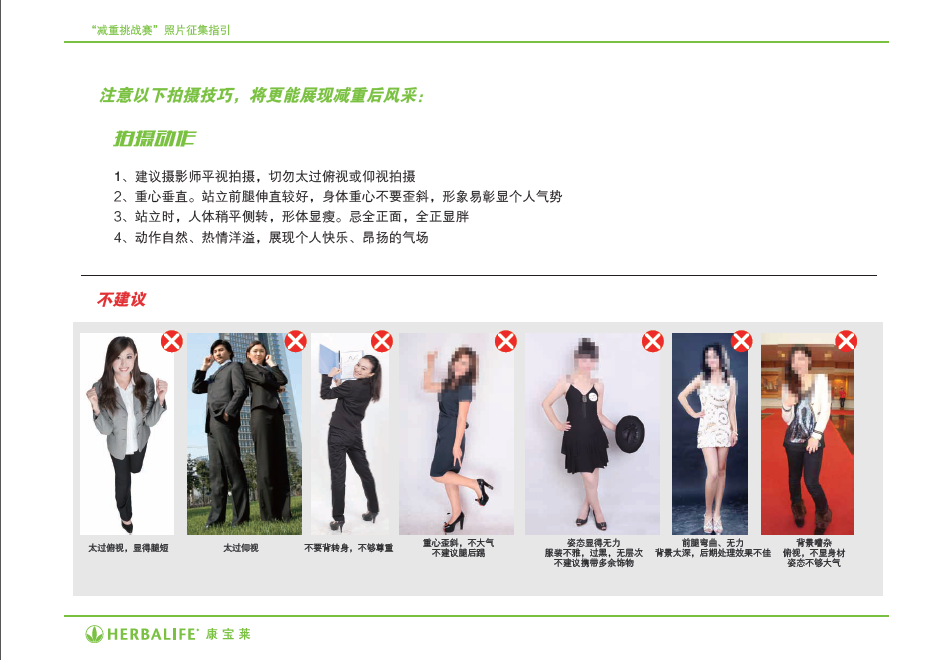 “减重挑战赛”照片征集指引
注意以下拍摄技巧，将更能展现减重后风采：
拍摄动作
1、建议摄影师平视拍摄，切勿太过俯视或仰视拍摄
2、重心垂直。站立前腿伸直较好，身体重心不要歪斜，形象易彰显个人气势
3、站立时，人体稍平侧转，形体显瘦。忌全正面，全正显胖
4、动作自然、热情洋溢，展现个人快乐、昂扬的气场
不建议
太过俯视，显得腿短
太过仰视
不要背转身，不够尊重
重心歪斜，不大气
不建议腿后踢
姿态显得无力
服装不雅，过黑，无层次
不建议携带多余饰物
前腿弯曲、无力
背景太深，后期处理效果不佳
背景嘈杂
俯视，不显身材
姿态不够大气
HERBALIFE 康宝莱